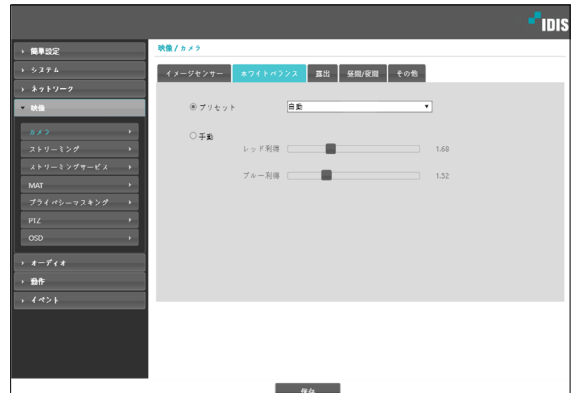 IDIS
簡単設定
システム
ネットワーク
映像
カメラ
ストリーミング
ストリーミングサービス
MAT
プライバシーマスキング
PTZ
OSD
オーディオ
動作
イベント
映像 / カメラ
イメージセンサー ホワイトバランス 露出 昼間/夜間 その他
プリセット 自動
手動
レッド利得 1.68
ブルー利得 1.52
保存